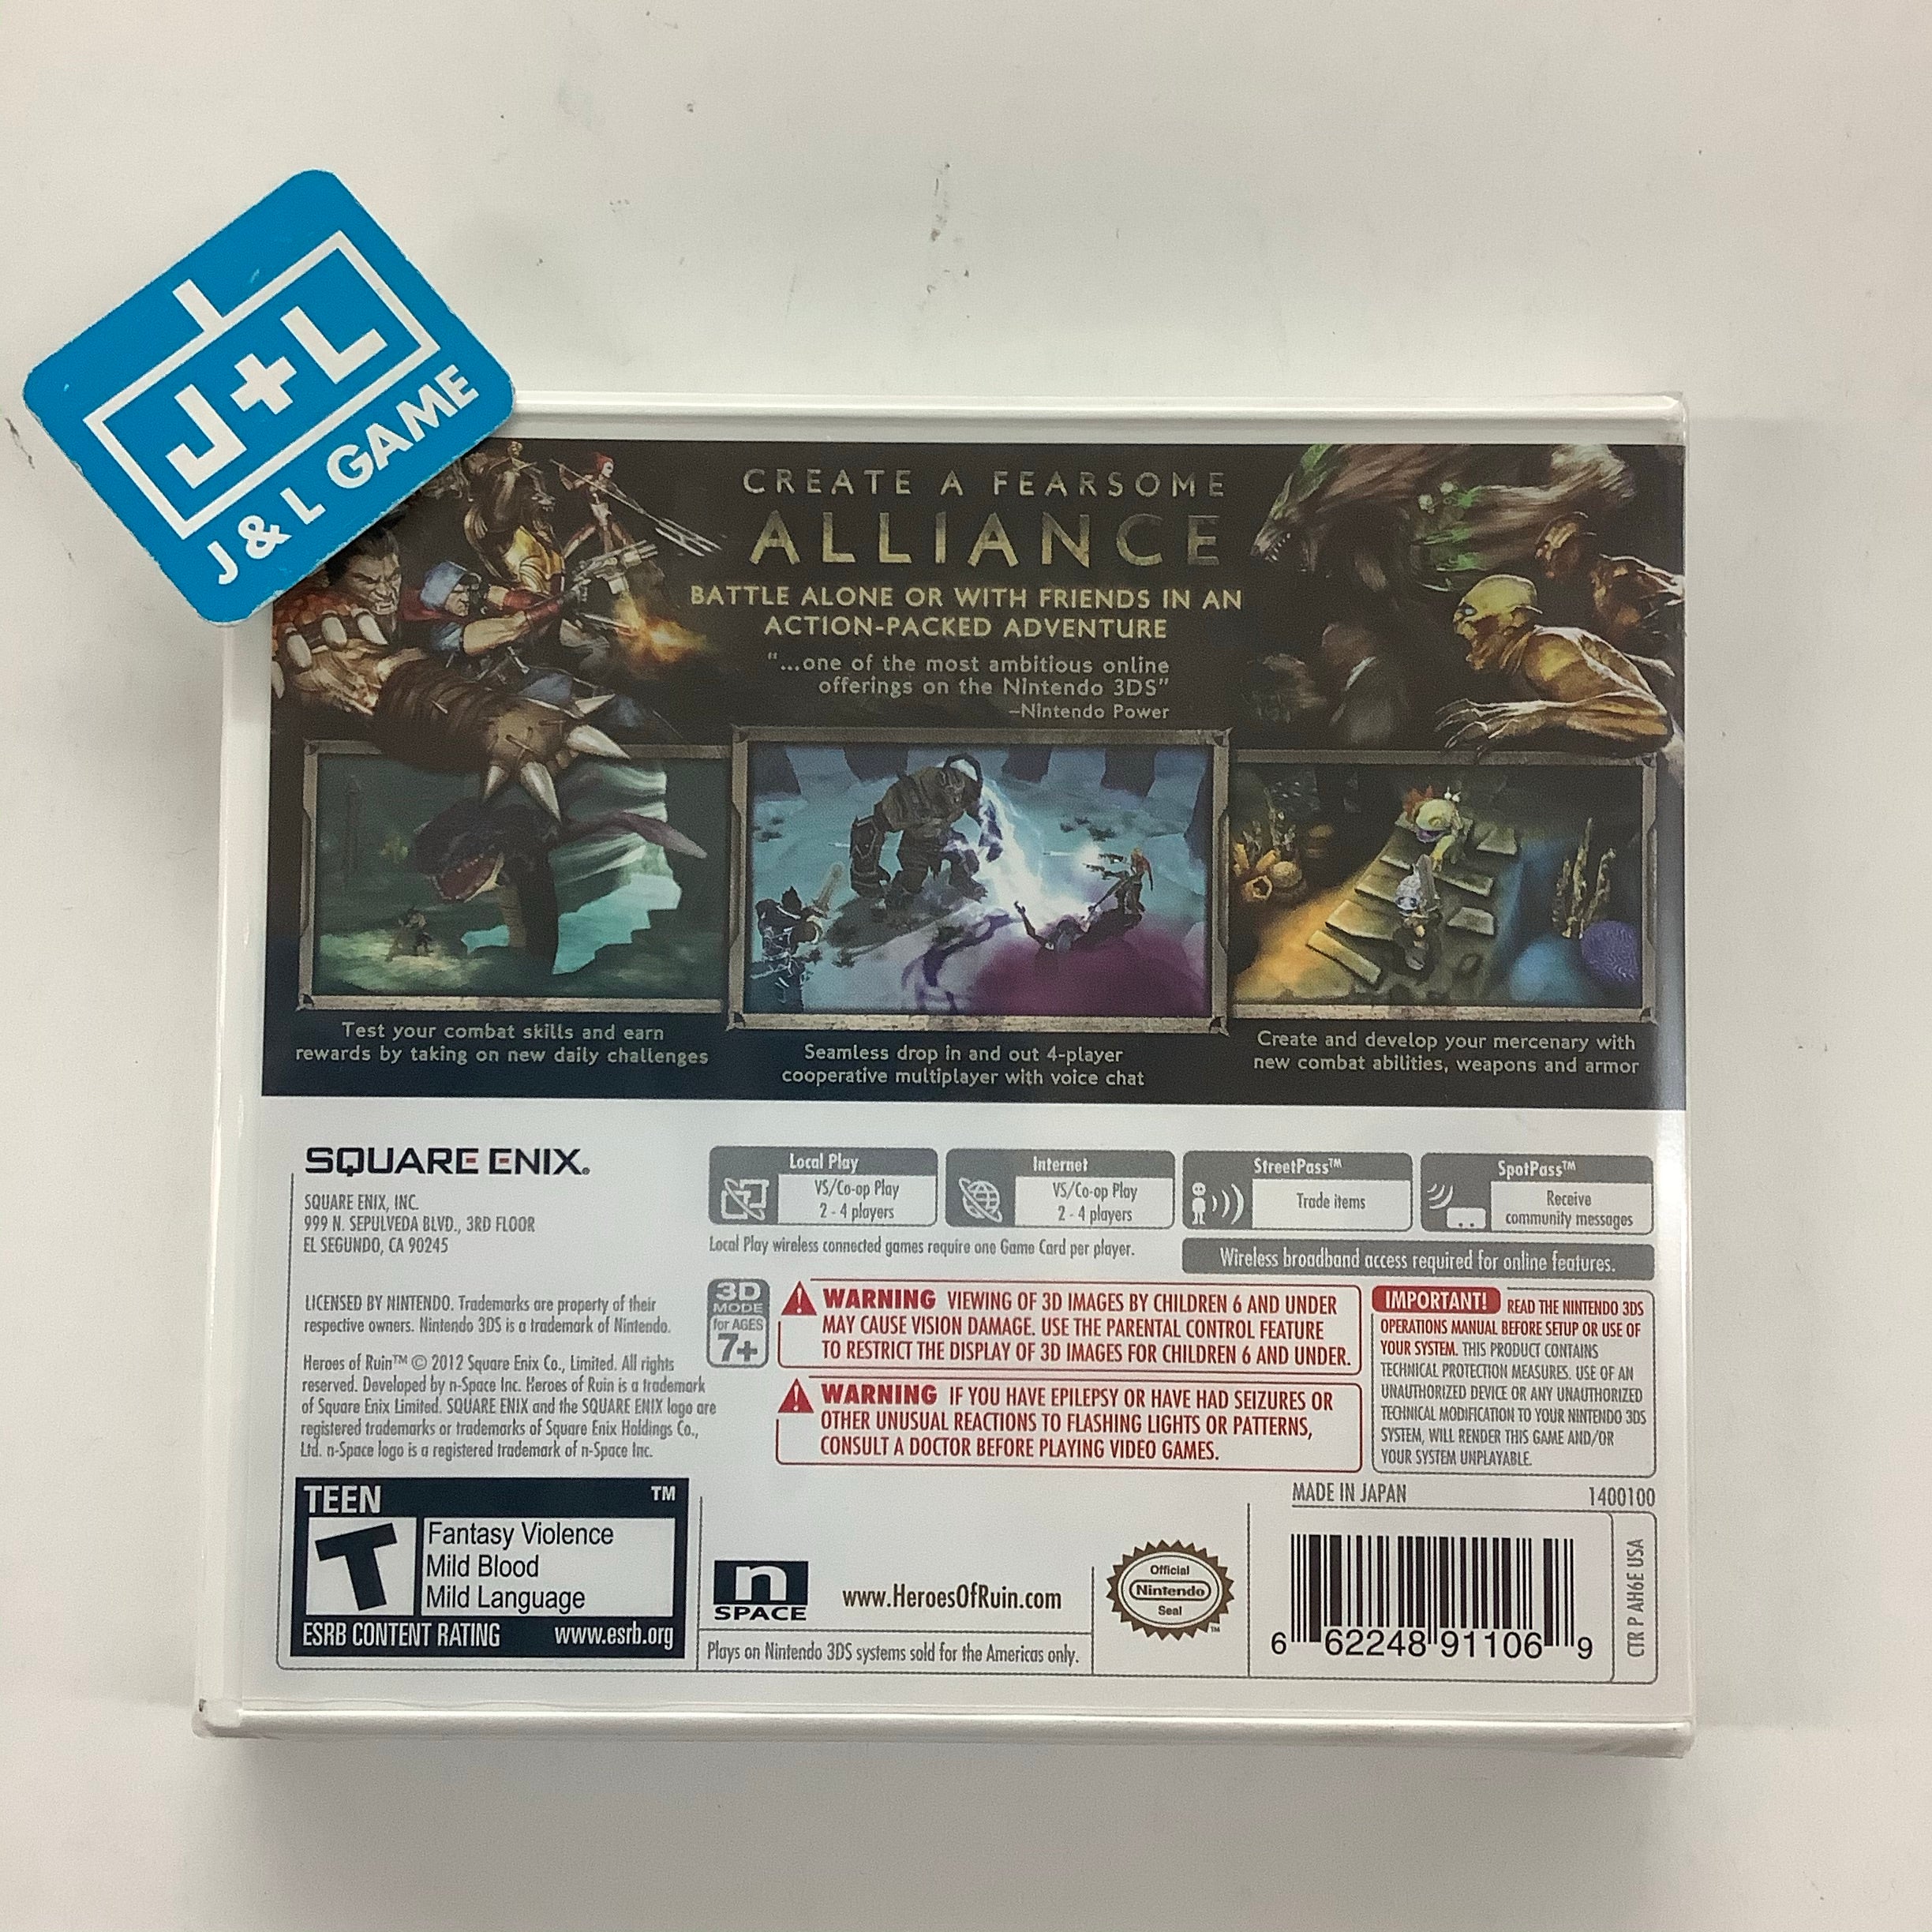 J+L
J & L GAME
CREATE A FEARSOME
ALLIANCE
BATTLE ALONE OR WITH FRIENDS IN AN
ACTION-PACKED ADVENTURE
"...one of the most ambitious online
offerings on the Nintendo 3DS"
–Nintendo Power
Test your combat skills and earn
rewards by taking on new daily challenges
Seamless drop in and out 4-player
cooperative multiplayer with voice chat
Create and develop your mercenary with
new combat abilities, weapons and armor
SQUARE ENIX.
SQUARE ENIX, INC.
999 N. SEPULVEDA BLVD., 3RD FLOOR
EL SEGUNDO, CA 90245
LICENSED BY NINTENDO. Trademarks are property of their
respective owners. Nintendo 3DS is a trademark of Nintendo.
Heroes of Ruin™ © 2012 Square Enix Co., Limited. All rights
reserved. Developed by n-Space Inc. Heroes of Ruin is a trademark
of Square Enix Limited. SQUARE ENIX and the SQUARE ENIX logo are
registered trademarks or trademarks of Square Enix Holdings Co.,
Ltd. n-Space logo is a registered trademark of n-Space Inc.
Local Play
VS/Co-op Play
2 - 4 players
Internet
VS/Co-op Play
2 - 4 players
StreetPass™
Trade items
SpotPass™
Receive
community messages
Local Play wireless connected games require one Game Card per player.
Wireless broadband access required for online features.
3D
MODE
for AGES
7+
WARNING VIEWING OF 3D IMAGES BY CHILDREN 6 AND UNDER
MAY CAUSE VISION DAMAGE. USE THE PARENTAL CONTROL FEATURE
TO RESTRICT THE DISPLAY OF 3D IMAGES FOR CHILDREN 6 AND UNDER.
WARNING IF YOU HAVE EPILEPSY OR HAVE HAD SEIZURES OR
OTHER UNUSUAL REACTIONS TO FLASHING LIGHTS OR PATTERNS,
CONSULT A DOCTOR BEFORE PLAYING VIDEO GAMES.
IMPORTANT! READ THE NINTENDO 3DS
OPERATIONS MANUAL BEFORE SETUP OR USE OF
YOUR SYSTEM. THIS PRODUCT CONTAINS
TECHNICAL PROTECTION MEASURES. USE OF AN
UNAUTHORIZED DEVICE OR ANY UNAUTHORIZED
TECHNICAL MODIFICATION TO YOUR NINTENDO 3DS
SYSTEM, WILL RENDER THIS GAME AND/OR
YOUR SYSTEM UNPLAYABLE.
TEEN ™
T
Fantasy Violence
Mild Blood
Mild Language
ESRB CONTENT RATING www.esrb.org
n
SPACE
www.HeroesOfRuin.com
Plays on Nintendo 3DS systems sold for the Americas only.
Official
Nintendo
Seal
™
MADE IN JAPAN 1400100
6 62248 91106 9
CTR P AH6E USA